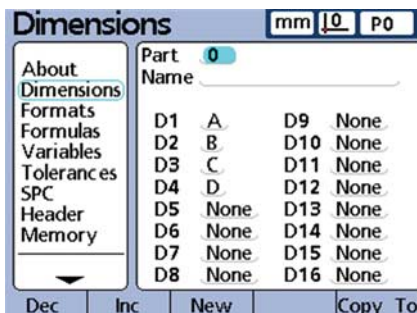 Dimensions mm 0 P0
About
Dimensions
Formats
Formulas
Variables
Tolerances
SPC
Header
Memory
Part 0
Name
D1 A D9 None
D2 B D10 None
D3 C D11 None
D4 D D12 None
D5 None D13 None
D6 None D14 None
D7 None D15 None
D8 None D16 None
Dec Inc New Copy To